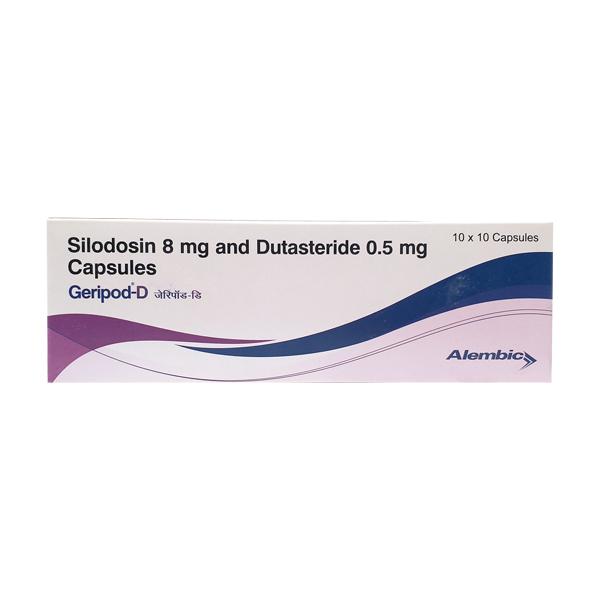 Silodosin 8 mg and Dutasteride 0.5 mg
Capsules
10 x 10 Capsules
Geripod®-D जेरिपॉड-डि
Alembic